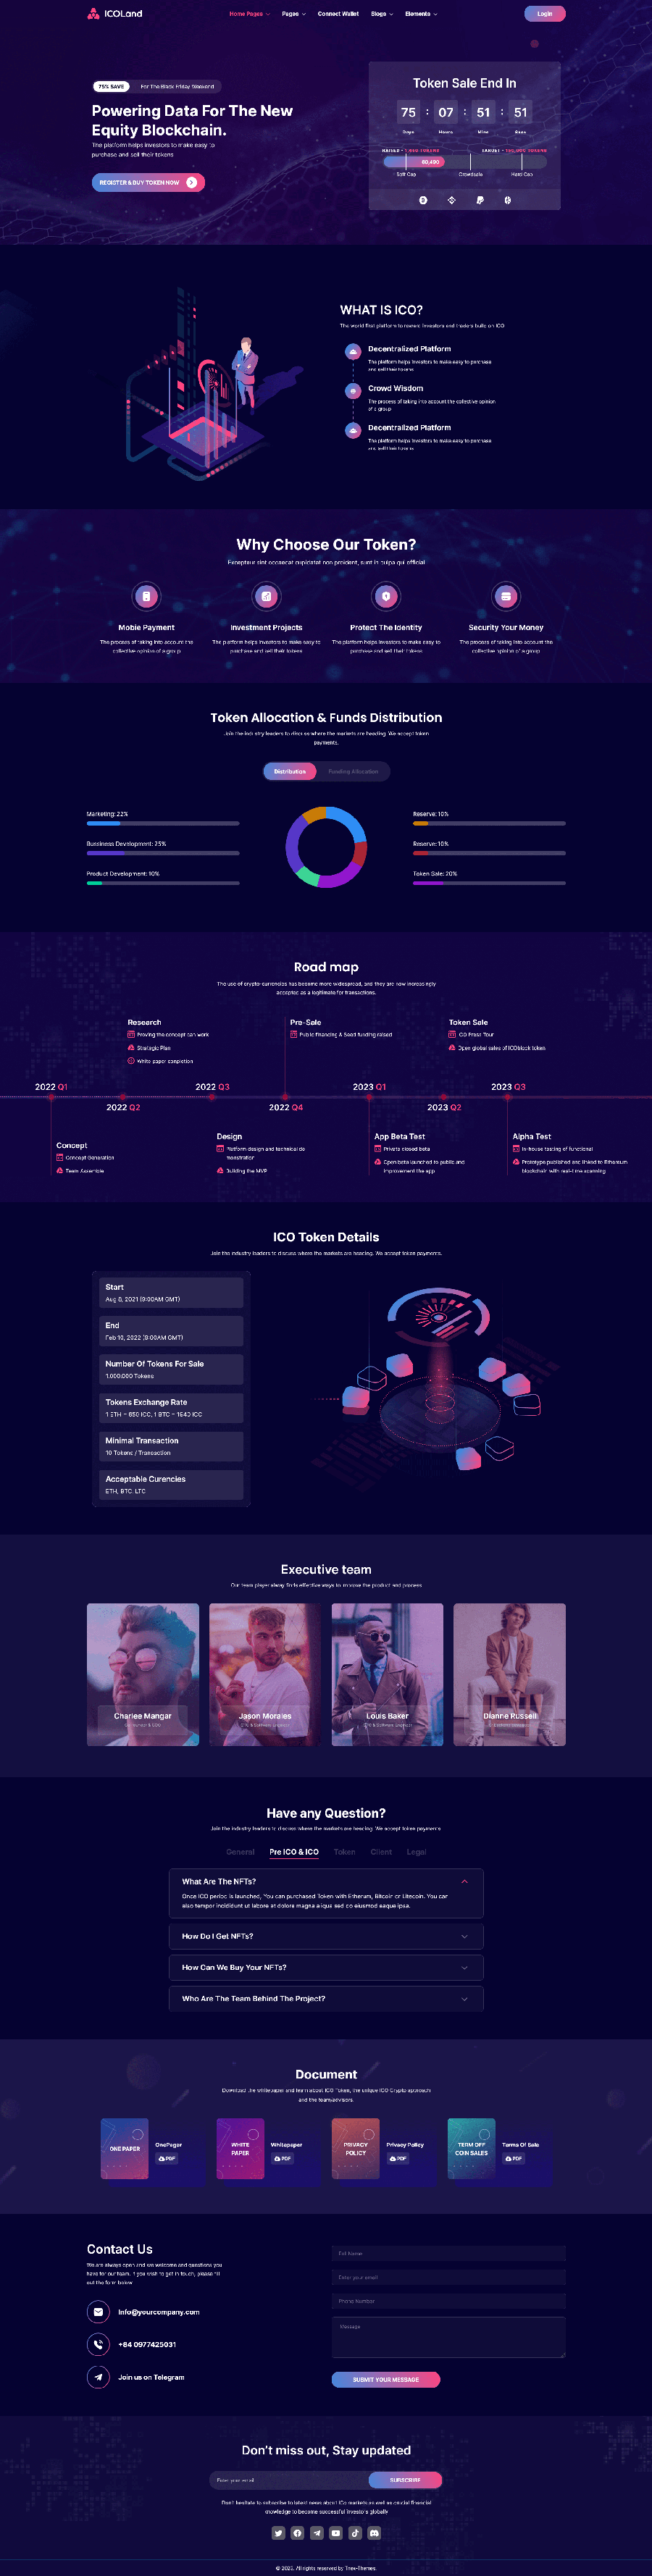 ICOLand
Home Pages
Pages
Connect Wallet
Blogs
Elements
Login
75% SAVE
For The Black Friday Weekend
Powering Data For The New
Equity Blockchain.
The platform helps investors to make easy to
purchase and sell their tokens
REGISTER & BUY TOKEN NOW
Token Sale End In
75 : 07 : 51 : 51
Days Hours Mins Secs
60,490
Soft Cap Crowdsale Hard Cap
WHAT IS ICO?
The world first platform to reward investors and traders build on ICO
Decentralized Platform
The platform helps investors to make easy to purchase
and sell their tokens
Crowd Wisdom
The process of taking into account the collective opinion
of a group
Decentralized Platform
The platform helps investors to make easy to purchase
and sell their tokens
Why Choose Our Token?
Excepteur sint occaecat cupidatat non proident, sunt in culpa qui official
Mobie Payment
The process of taking into account the
collective opinion of a group
Investment Projects
The platform helps investors to make easy to
purchase and sell their tokens
Protect The Identity
The platform helps investors to make easy to
purchase and sell their tokens
Security Your Money
The process of taking into account the
collective opinion of a group
Token Allocation & Funds Distribution
Join the industry leaders to discuss where the markets are heading. We accept token
payments.
Distribution
Funding Allocation
Marketing: 22%
Bussiness Development: 25%
Product Development: 10%
Reserve: 10%
Reserve: 10%
Token Sale: 20%
Road map
The use of crypto-currencies has become more widespread, and they are now increasingly
accepted as a legitimate for transactions.
Research
Proving the concept can work
Strategic Plan
White paper completion
Pre-Sale
Public financing & Seed funding raised
Token Sale
ICO Press Tour
Open global sales of ICOblock token
2022 Q1
2022 Q3
2023 Q1
2023 Q3
2022 Q2
2022 Q4
2023 Q2
Concept
Concept Generation
Team Assemble
Design
Platform design and technical de
monstration
Building the MVP
App Beta Test
Private closed beta
Open beta launched to public and
improvement the app
Alpha Test
In-house testing of functional
Prototype published and linked to Ethereum
blockchain with real-time scanning
ICO Token Details
Join the industry leaders to discuss where the markets are heading. We accept token payments.
Start
Aug 8, 2021 (9:00AM GMT)
End
Feb 10, 2022 (8:00AM GMT)
Number Of Tokens For Sale
1.000.000 Tokens
Tokens Exchange Rate
1 ETH = 650 ICC, 1 BTC = 1940 ICC
Minimal Transaction
10 Tokens / Transaction
Acceptable Curencies
ETH, BTC, LTC
Executive team
Our team player alway finds effective ways to improve the product and process
Charlee Mangar
Jason Morales
Louis Baker
Dianne Russell
Have any Question?
Join the industry leaders to discuss where the markets are heading. We accept token payments
General
Pre ICO & ICO
Token
Client
Legal
What Are The NFTs?
Once ICO period is launched, You can purchased Token with Etherum, Bitcoin or Litecoin. You can
also tempor incididunt ut labore et dolore magna aliqua sed do eiusmod eaque ipsa.
How Do I Get NFTs?
How Can We Buy Your NFTs?
Who Are The Team Behind The Project?
Document
Download the whitepaper and learn about ICO Token, the unique ICO Crypto approach
and the team/advisors.
ONE PAPER
OnePager
PDF
WHITE
PAPER
Whitepaper
PDF
PRIVACY
POLICY
Privacy Policy
PDF
TERM OFF
COIN SALES
Terms Of Sale
PDF
Contact Us
We are always open and we welcome and questions you
have for our team. If you wish to get in touch, please fill
out the form below
Info@yourcompany.com
+84 0977425031
Join us on Telegram
Full Name
Enter your email
Phone Number
Message
SUBMIT YOUR MESSAGE
Don't miss out, Stay updated
Enter your email
SUBSCRIBE
Don't hesitate to subscribe to latest news about ICo markets as well as crucial financial
knowledge to become successful investors globally
All rights reserved by